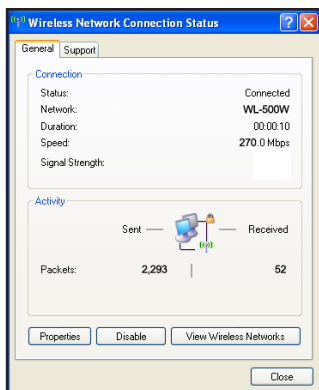 Wireless Network Connection Status
General Support
Connection
Status: Connected
Network: WL-500W
Duration: 00:00:10
Speed: 270.0 Mbps
Signal Strength:
Activity
Sent Received
Packets: 2,293 52
Properties Disable View Wireless Networks
Close